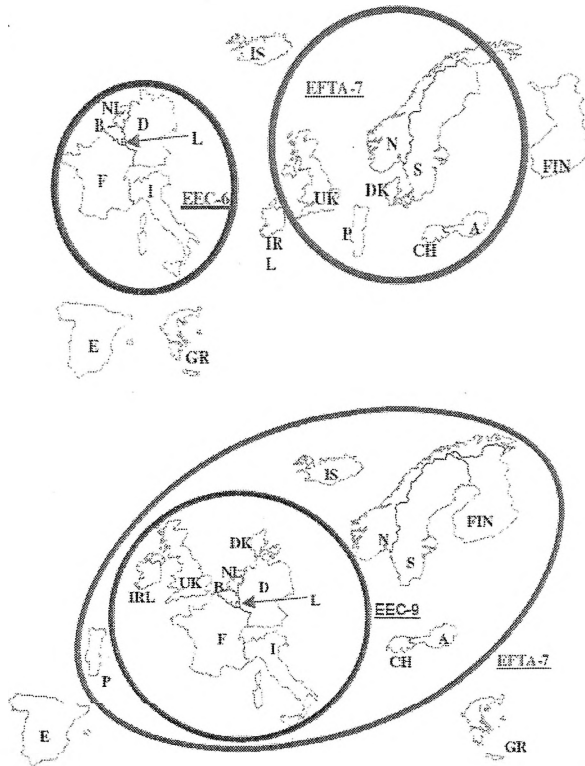 IS
EFTA-7
NL
B
D
L
N
FIN
F
S
I
EEC-6
UK
DK
P
IR
L
CH
A
E
GR
IS
FIN
DK
N
S
NL
UK
B
D
IRL
L
EEC-9
F
A
I
CH
EFTA-7
P
E
GR